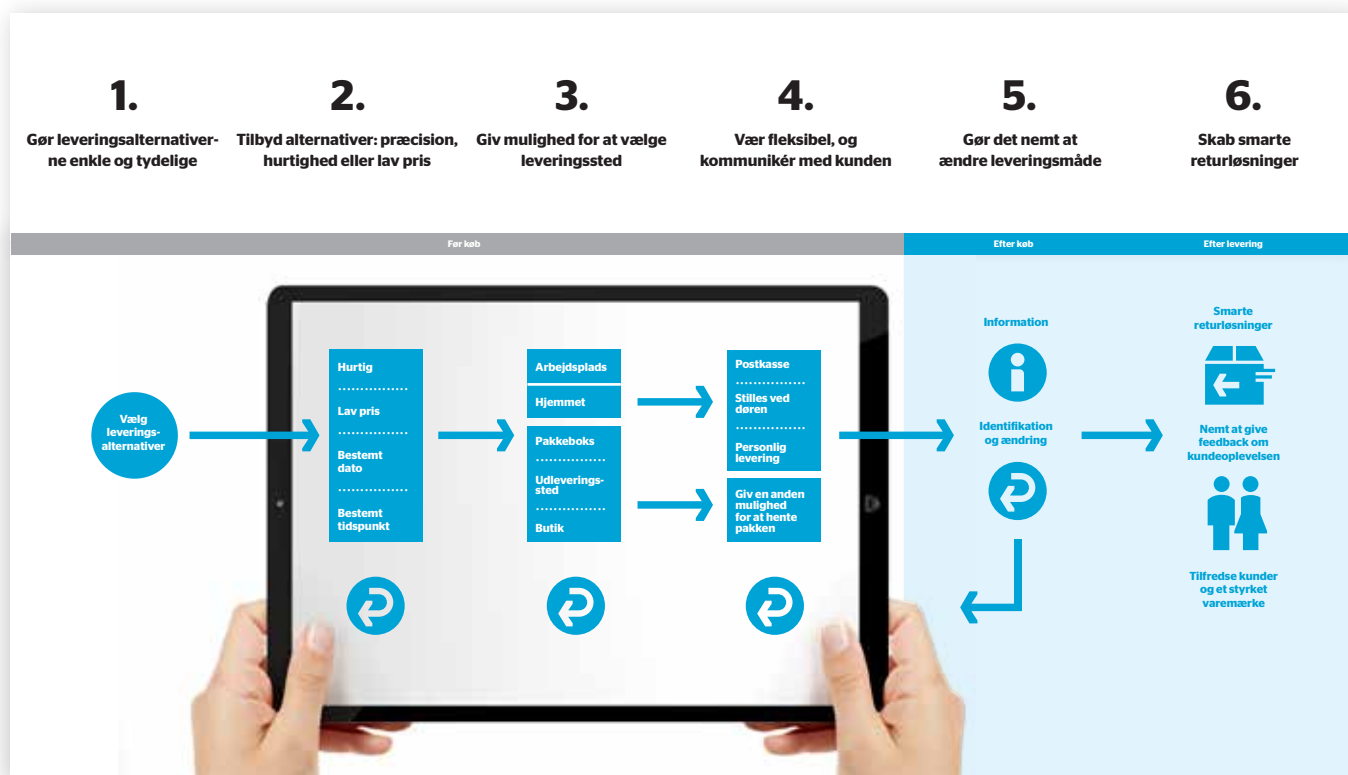 1.
Gør leveringsalternativer-
ne enkle og tydelige
2.
Tilbyd alternativer: præcision,
hurtighed eller lav pris
3.
Giv mulighed for at vælge
leveringssted
4.
Vær fleksibel, og
kommunikér med kunden
5.
Gør det nemt at
ændre leveringsmåde
6.
Skab smarte
returløsninger
Før køb
Efter køb
Efter levering
Vælg
leverings-
alternativer
Hurtig
Lav pris
Bestemt
dato
Bestemt
tidspunkt
Arbejdsplads
Hjemmet
Pakkeboks
Udleverings-
sted
Butik
Postkasse
Stilles ved
døren
Personlig
levering
Giv en anden
mulighed
for at hente
pakken
Information
Identifikation
og ændring
Smarte
returløsninger
Nemt at give
feedback om
kundeoplevelsen
Tilfredse kunder
og et styrket
varemærke